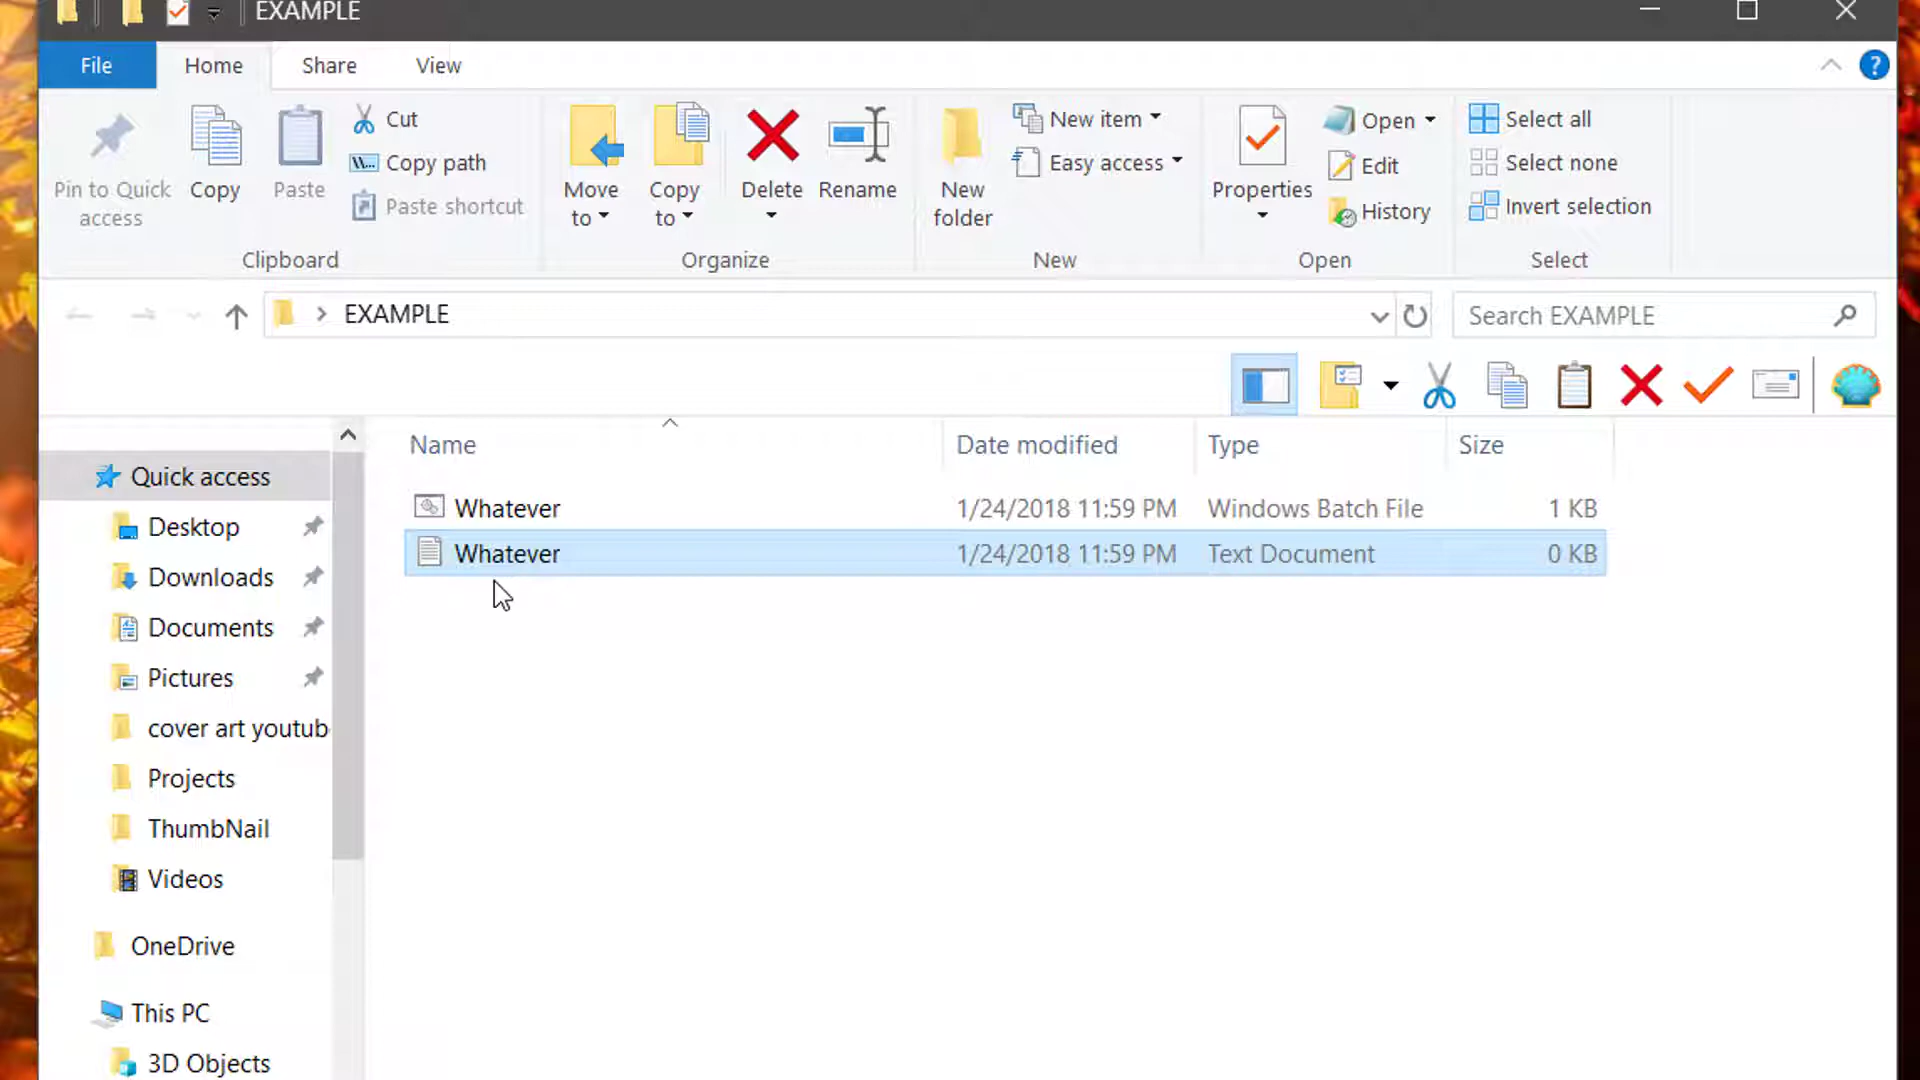 EXAMPLE
File Home Share View
Pin to Quick access
Copy
Paste
Cut
Copy path
Paste shortcut
Clipboard
Move to
Copy to
Delete
Rename
Organize
New folder
New item
Easy access
New
Properties
Open
Edit
History
Open
Select all
Select none
Invert selection
Select
EXAMPLE
Search EXAMPLE
Name Date modified Type Size
Whatever 1/24/2018 11:59 PM Windows Batch File 1 KB
Whatever 1/24/2018 11:59 PM Text Document 0 KB
Quick access
Desktop
Downloads
Documents
Pictures
cover art youtub
Projects
ThumbNail
Videos
OneDrive
This PC
3D Objects